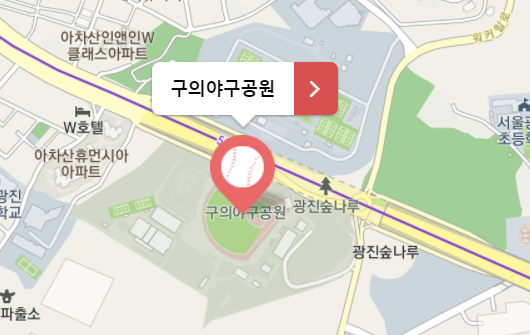 아차산인앤인W
클래스아파트
워커힐로
구의야구공원
W호텔
서울광
초등학
5
아차산휴먼시아
아파트
광진
학교
구의야구공원
광진숲나루
광진숲나루
파출소